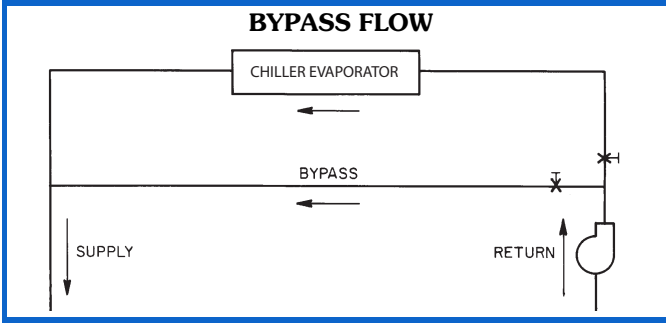 BYPASS FLOW
CHILLER EVAPORATOR
BYPASS
SUPPLY
RETURN